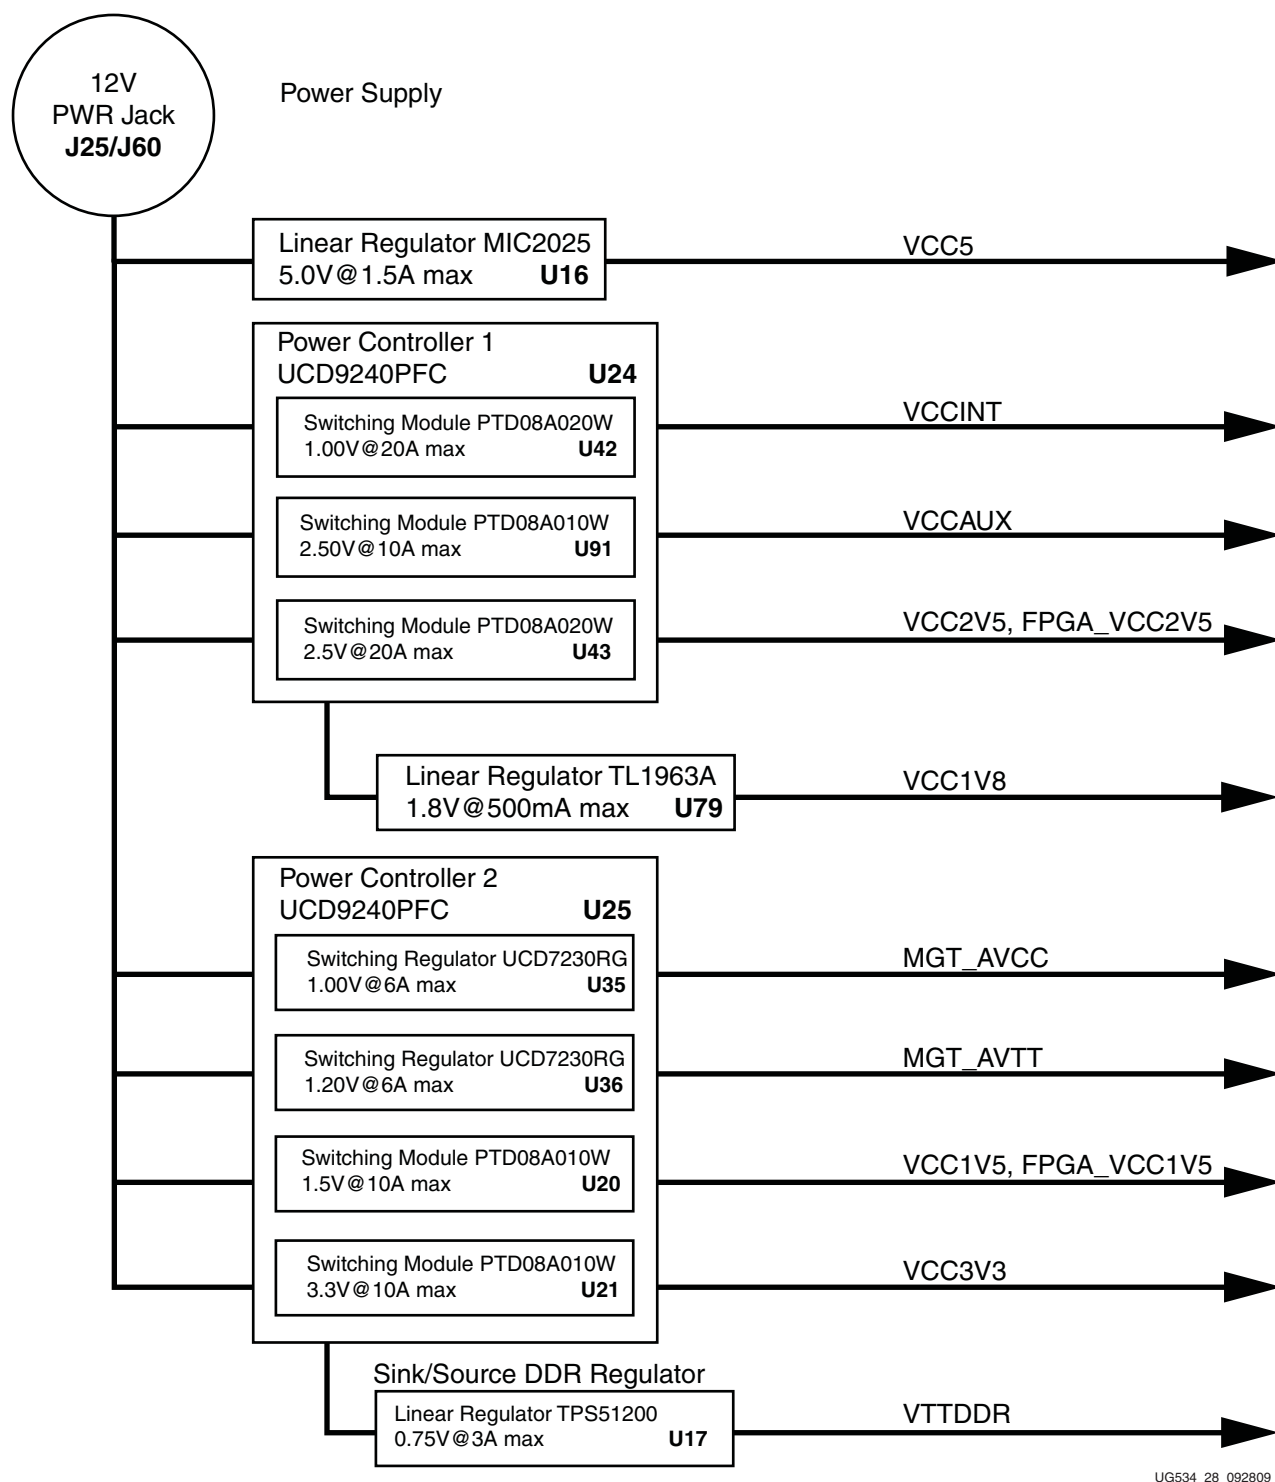 12V
PWR Jack
J25/J60
Power Supply
Linear Regulator MIC2025
5.0V@1.5A max U16
VCC5
Power Controller 1
UCD9240PFC U24
Switching Module PTD08A020W
1.00V@20A max U42
VCCINT
Switching Module PTD08A010W
2.50V@10A max U91
VCCAUX
Switching Module PTD08A020W
2.5V@20A max U43
VCC2V5, FPGA_VCC2V5
Linear Regulator TL1963A
1.8V@500mA max U79
VCC1V8
Power Controller 2
UCD9240PFC U25
Switching Regulator UCD7230RG
1.00V@6A max U35
MGT_AVCC
Switching Regulator UCD7230RG
1.20V@6A max U36
MGT_AVTT
Switching Module PTD08A010W
1.5V@10A max U20
VCC1V5, FPGA_VCC1V5
Switching Module PTD08A010W
3.3V@10A max U21
VCC3V3
Sink/Source DDR Regulator
Linear Regulator TPS51200
0.75V@3A max U17
VTTDDR
UG534_28_092809